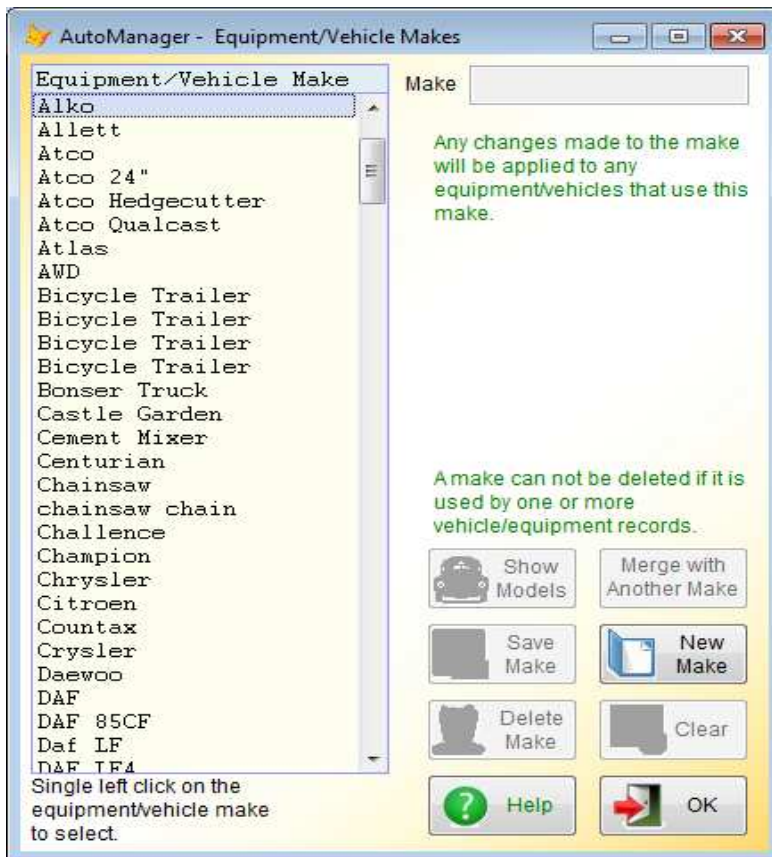 AutoManager - Equipment/Vehicle Makes
Equipment/Vehicle Make
Alko
Allett
Atco
Atco 24"
Atco Hedgecutter
Atco Qualcast
Atlas
AWD
Bicycle Trailer
Bicycle Trailer
Bicycle Trailer
Bicycle Trailer
Bonser Truck
Castle Garden
Cement Mixer
Centurian
Chainsaw
chainsaw chain
Challence
Champion
Chrysler
Citroen
Countax
Crysler
Daewoo
DAF
DAF 85CF
Daf LF
DAF LF4
Single left click on the
equipment/vehicle make
to select.
Make
Any changes made to the make
will be applied to any
equipment/vehicles that use this
make.
A make can not be deleted if it is
used by one or more
vehicle/equipment records.
Show
Models
Merge with
Another Make
Save
Make
New
Make
Delete
Make
Clear
Help
OK